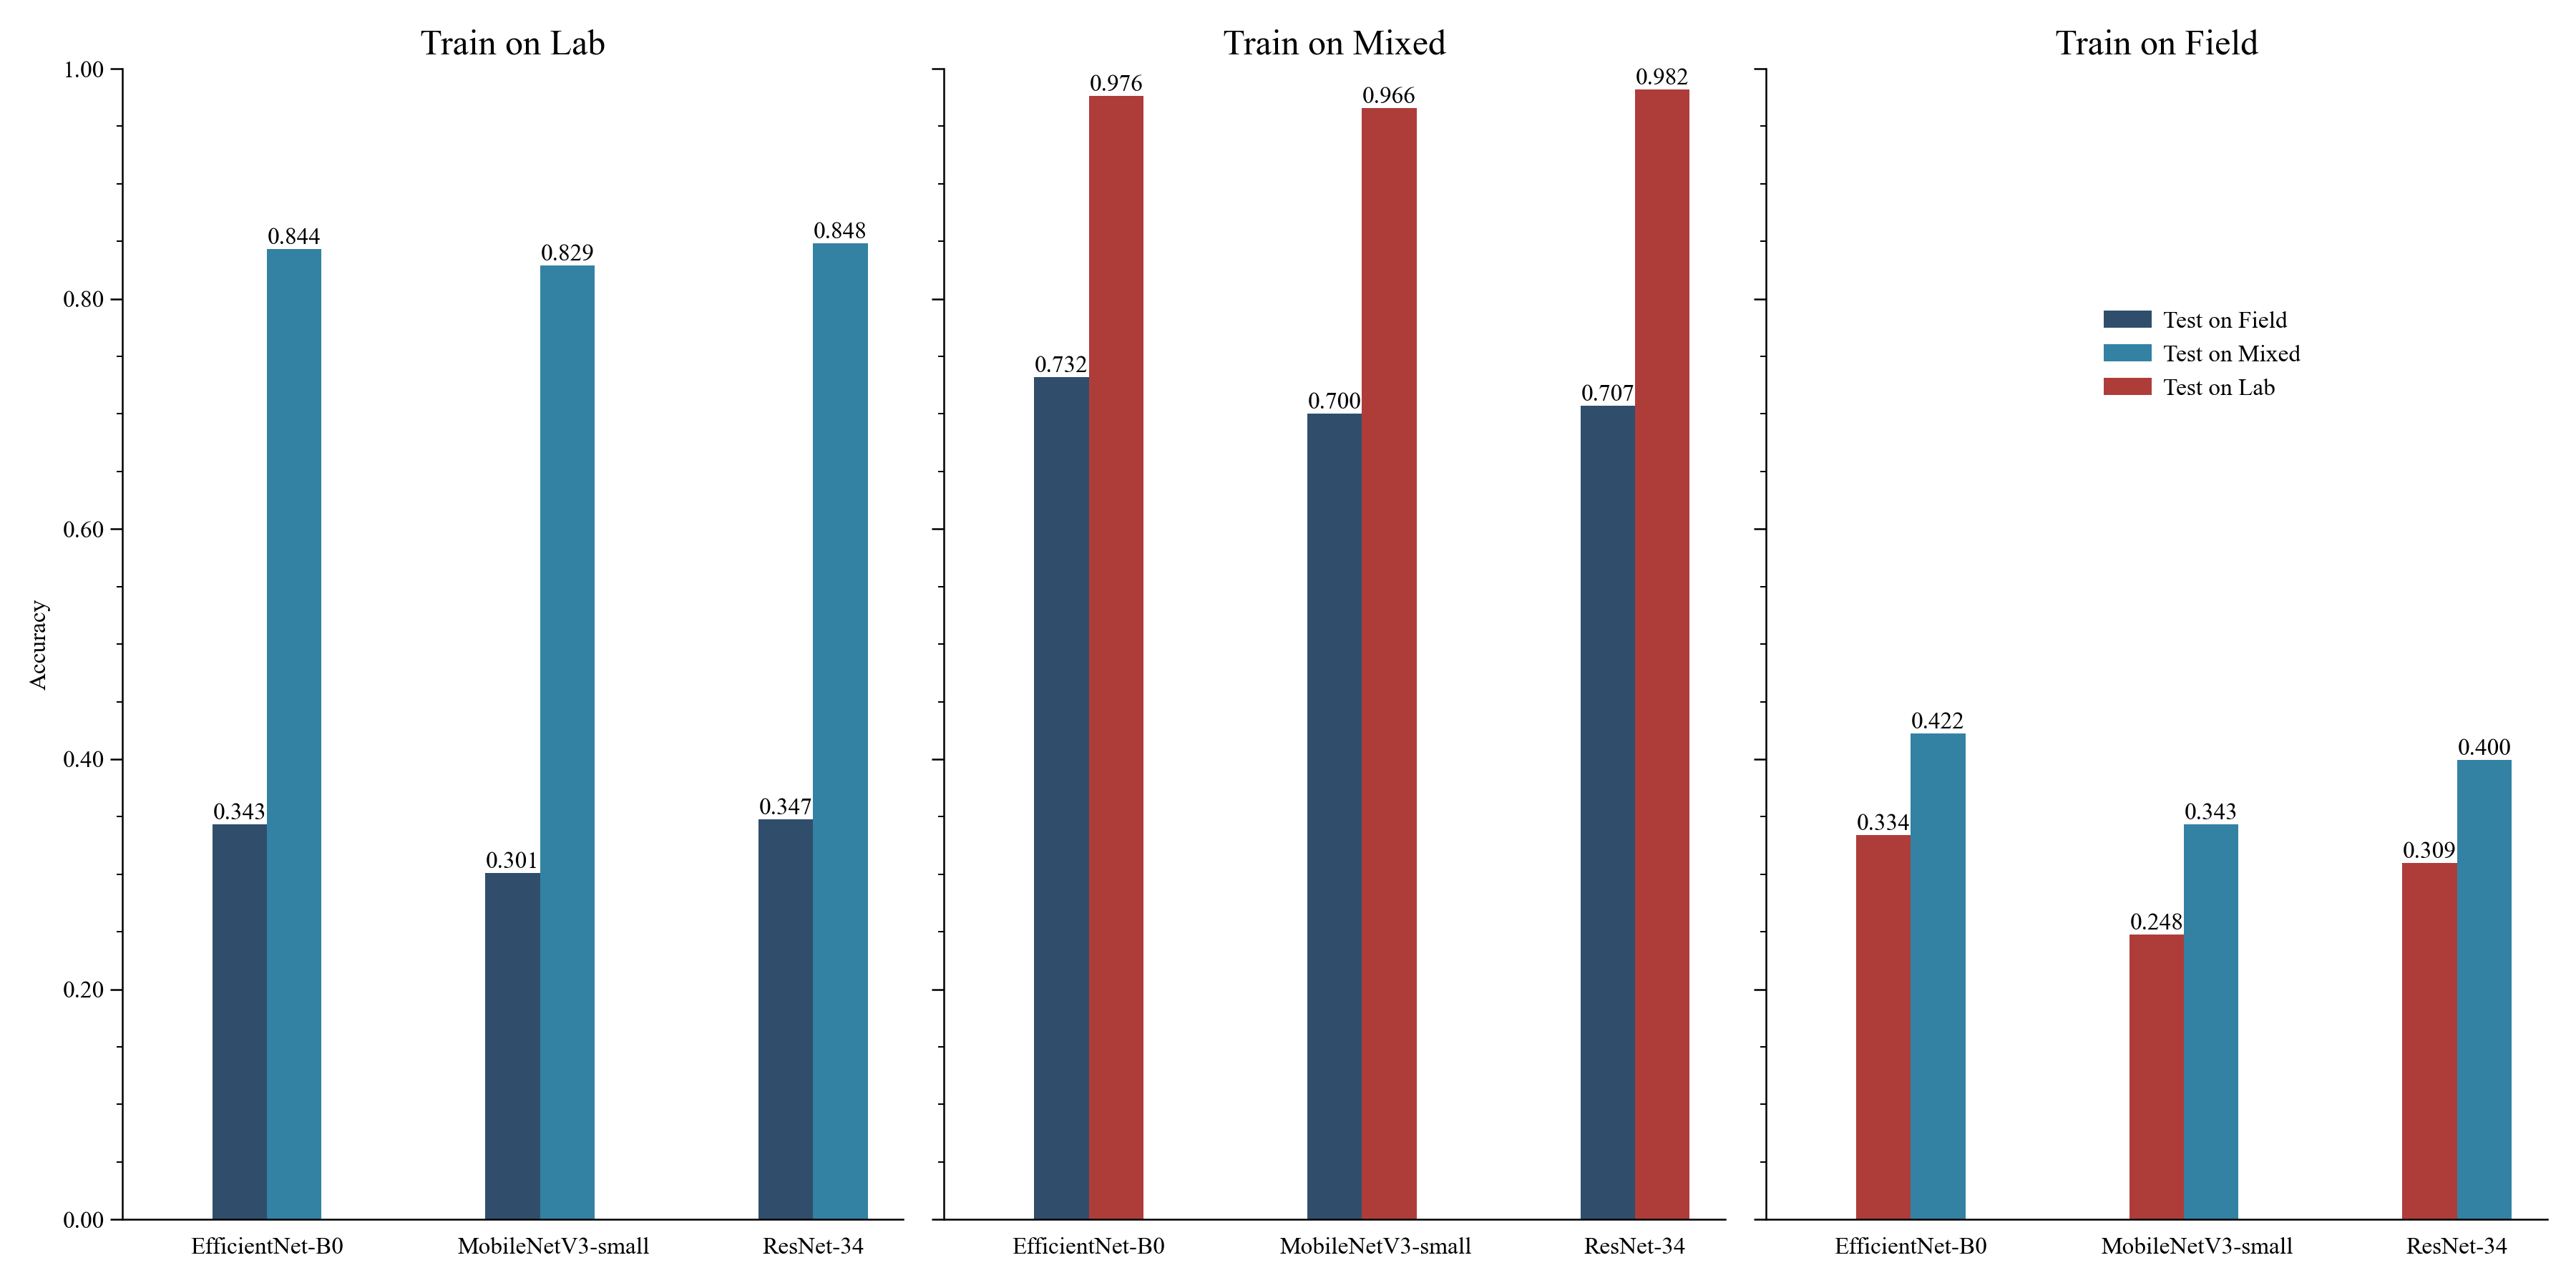 Train on Lab
Train on Mixed
Train on Field
Accuracy
1.00
0.80
0.60
0.40
0.20
0.00
0.343
0.844
0.301
0.829
0.347
0.848
EfficientNet-B0
MobileNetV3-small
ResNet-34
0.732
0.976
0.700
0.966
0.707
0.982
EfficientNet-B0
MobileNetV3-small
ResNet-34
Test on Field
Test on Mixed
Test on Lab
0.334
0.422
0.248
0.343
0.309
0.400
EfficientNet-B0
MobileNetV3-small
ResNet-34